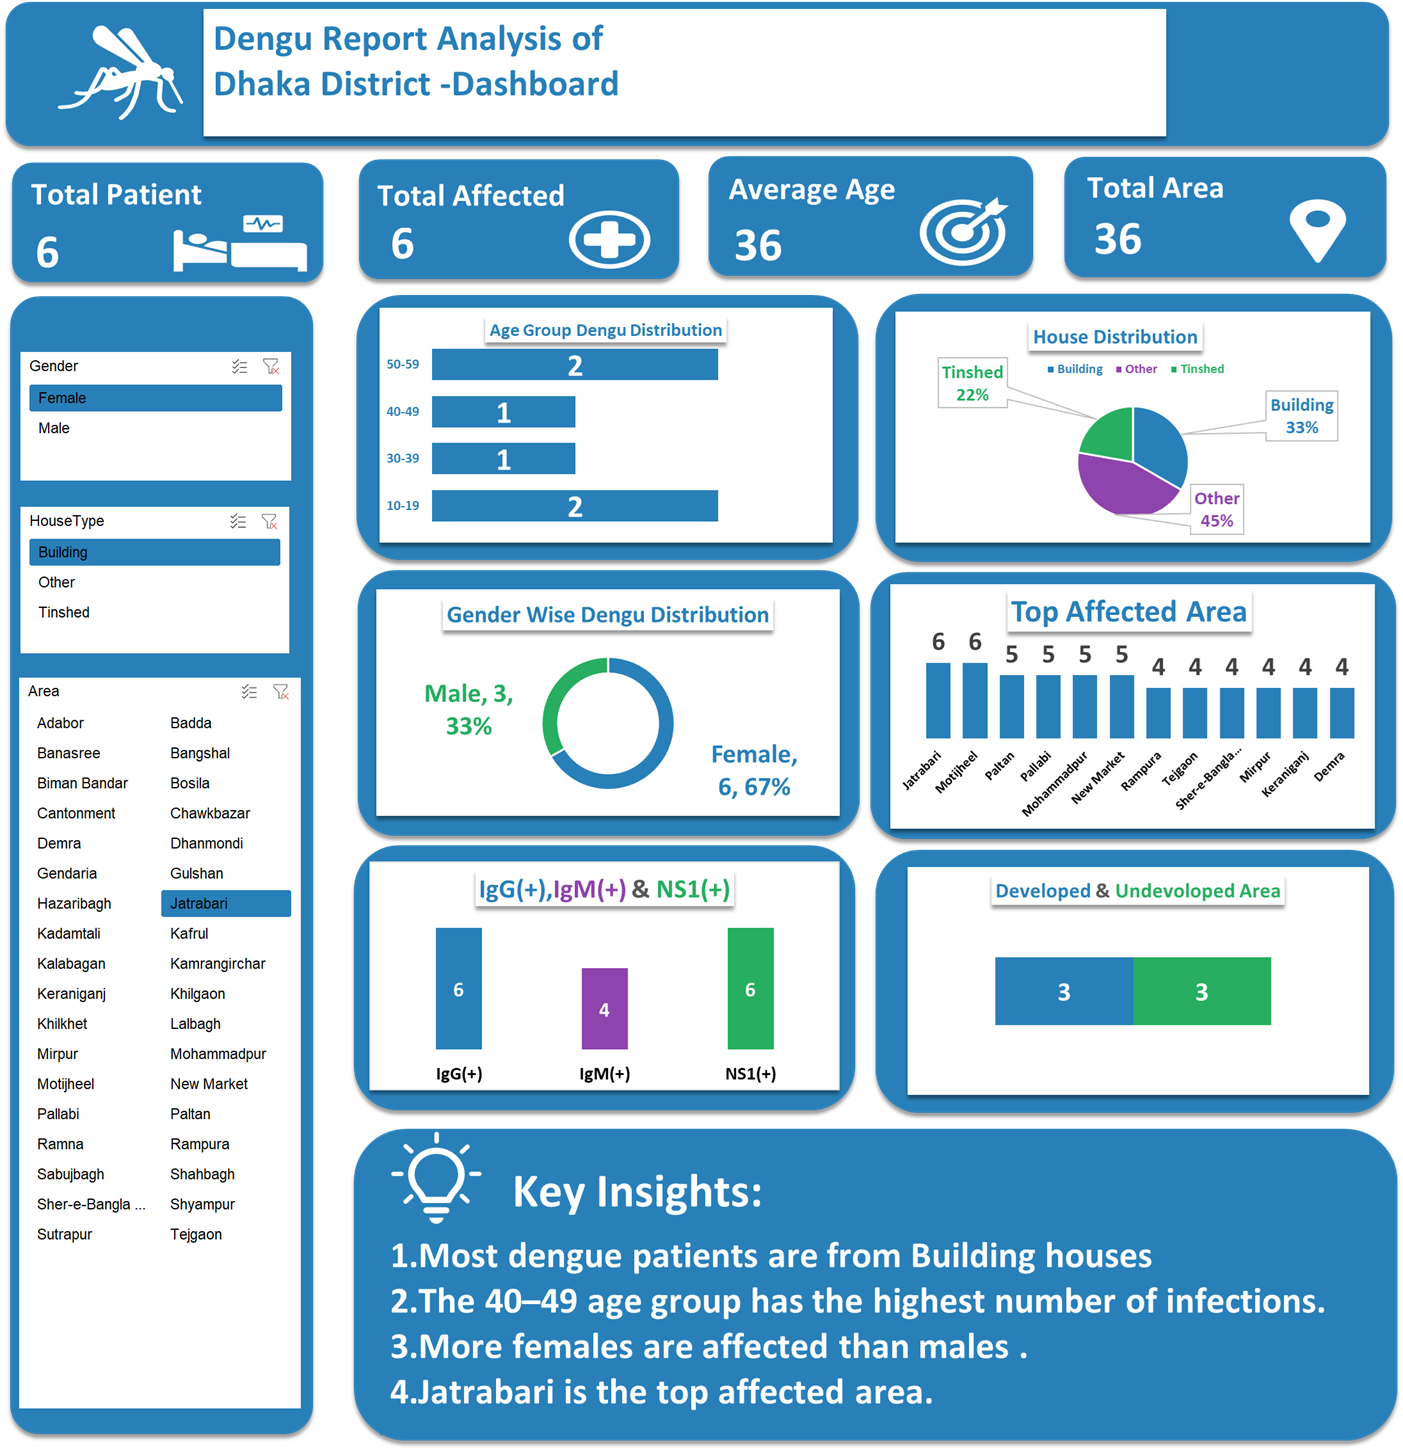 Dengu Report Analysis of
Dhaka District -Dashboard
Total Patient
6
Total Affected
6
Average Age
36
Total Area
36
Gender
Female
Male
HouseType
Building
Other
Tinshed
Area
Adabor Badda
Banasree Bangshal
Biman Bandar Bosila
Cantonment Chawkbazar
Demra Dhanmondi
Gendaria Gulshan
Hazaribagh Jatrabari
Kadamtali Kafrul
Kalabagan Kamrangirchar
Keraniganj Khilgaon
Khilkhet Lalbagh
Mirpur Mohammadpur
Motijheel New Market
Pallabi Paltan
Ramna Rampura
Sabujbagh Shahbagh
Sher-e-Bangla ... Shyampur
Sutrapur Tejgaon
Age Group Dengu Distribution
50-59 2
40-49 1
30-39 1
10-19 2
House Distribution
Building Other Tinshed
Tinshed
22%
Building
33%
Other
45%
Gender Wise Dengu Distribution
Male, 3,
33%
Female,
6, 67%
Top Affected Area
6 6 5 5 5 5 4 4 4 4 4 4
Jatrabari
Motijheel
Paltan
Pallabi
Mohammadpur
New Market
Rampura
Tejgaon
Sher-e-Bangla...
Mirpur
Keraniganj
Demra
IgG(+),IgM(+) & NS1(+)
6 4 6
IgG(+) IgM(+) NS1(+)
Developed & Undevoloped Area
3 3
Key Insights:
1.Most dengue patients are from Building houses
2.The 40–49 age group has the highest number of infections.
3.More females are affected than males .
4.Jatrabari is the top affected area.